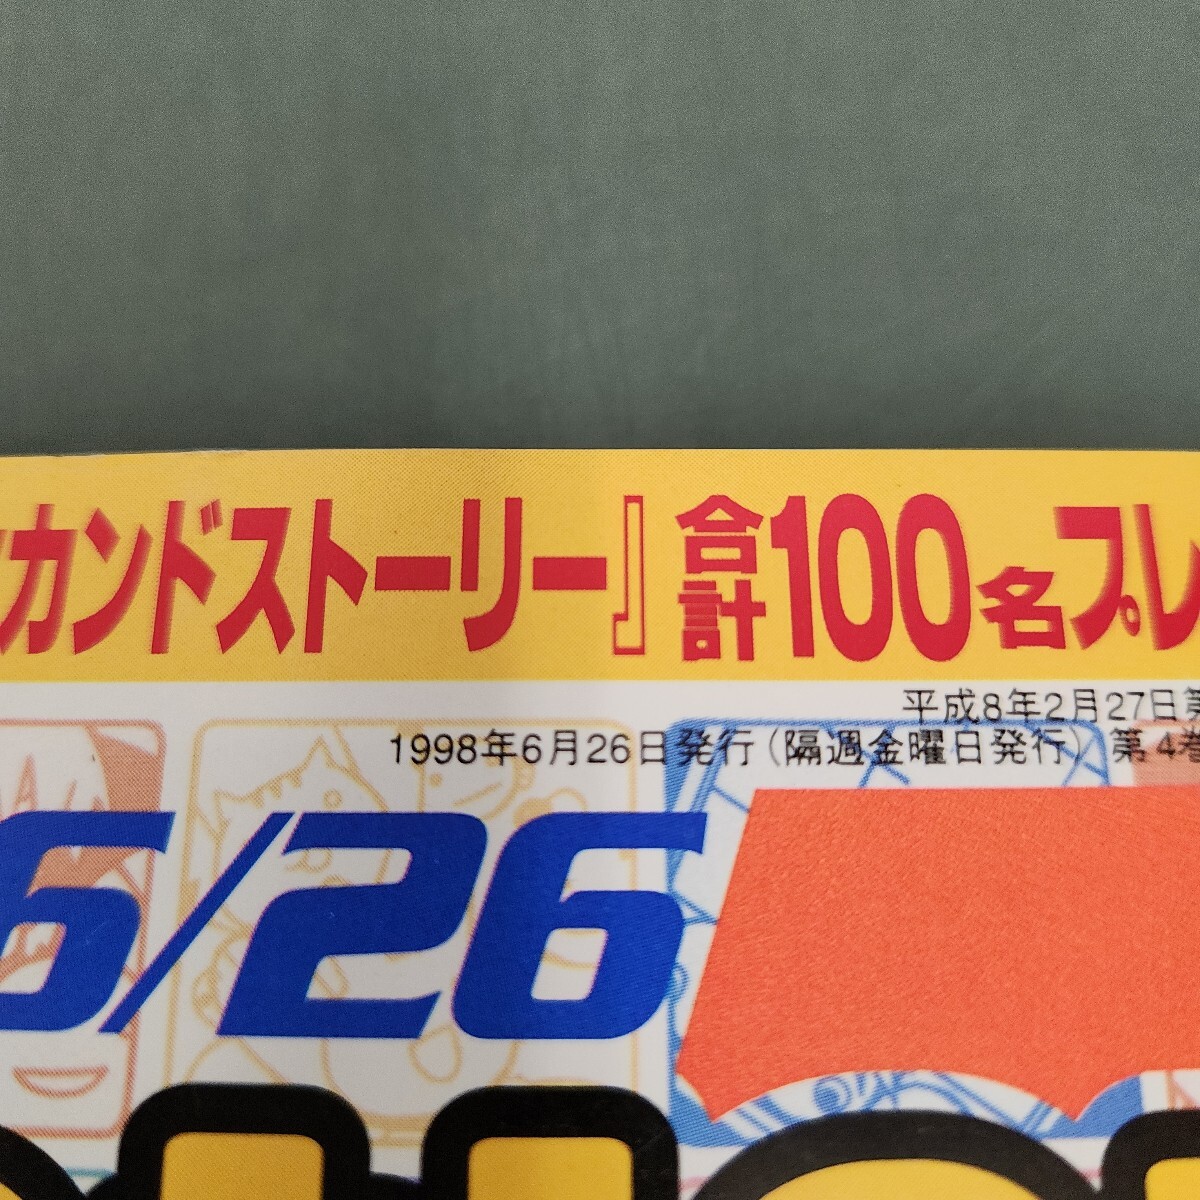 カンドストーリー』合計100名プレ
平成8年2月27日第
1998年6月26日発行(隔週金曜日発行) 第4巻
6/26